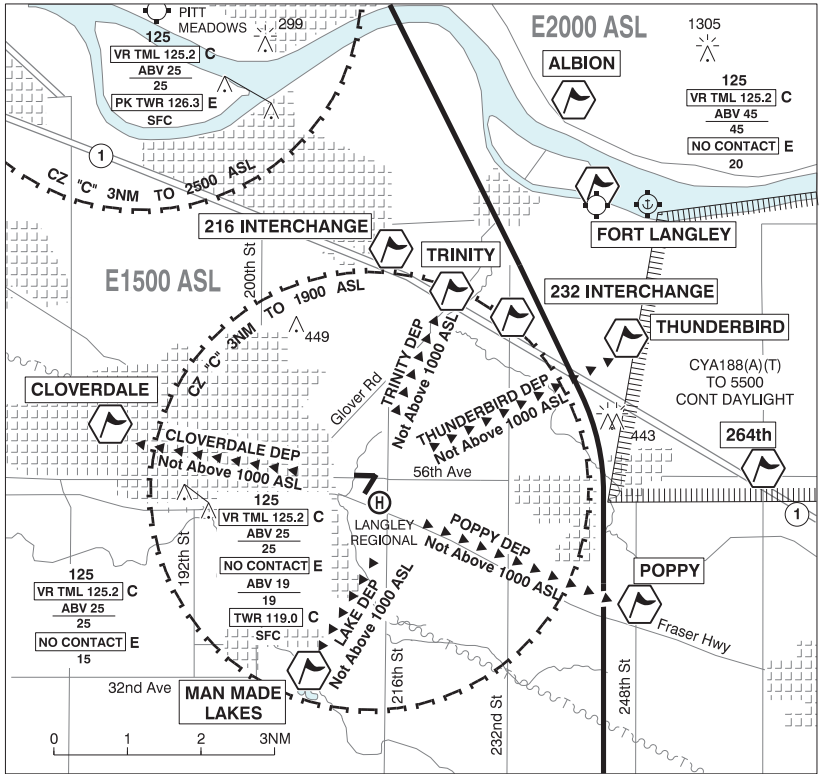 PITT
MEADOWS
299
125
VR TML 125.2 C
ABV 25
25
PK TWR 126.3 E
SFC
E2000 ASL
1305
ALBION
125
VR TML 125.2 C
ABV 45
45
NO CONTACT E
20
1
CZ "C" 3NM TO 2500 ASL
216 INTERCHANGE
TRINITY
FORT LANGLEY
E1500 ASL
200th St
232 INTERCHANGE
CZ "C" 3NM TO 1900 ASL
449
THUNDERBIRD
CYA188(A)(T)
TO 5500
CONT DAYLIGHT
TRINITY DEP
Not Above 1000 ASL
Glover Rd
THUNDERBIRD DEP
Not Above 1000 ASL
CLOVERDALE
443
264th
CLOVERDALE DEP
Not Above 1000 ASL
56th Ave
7
H
LANGLEY
REGIONAL
1
125
VR TML 125.2 C
ABV 25
25
NO CONTACT E
ABV 19
19
TWR 119.0 C
SFC
192th St
POPPY DEP
Not Above 1000 ASL
POPPY
Fraser Hwy
125
VR TML 125.2 C
ABV 25
25
NO CONTACT E
15
LAKE DEP
Not Above 1000 ASL
216th St
232nd St
248th St
32nd Ave
MAN MADE
LAKES
0 1 2 3NM